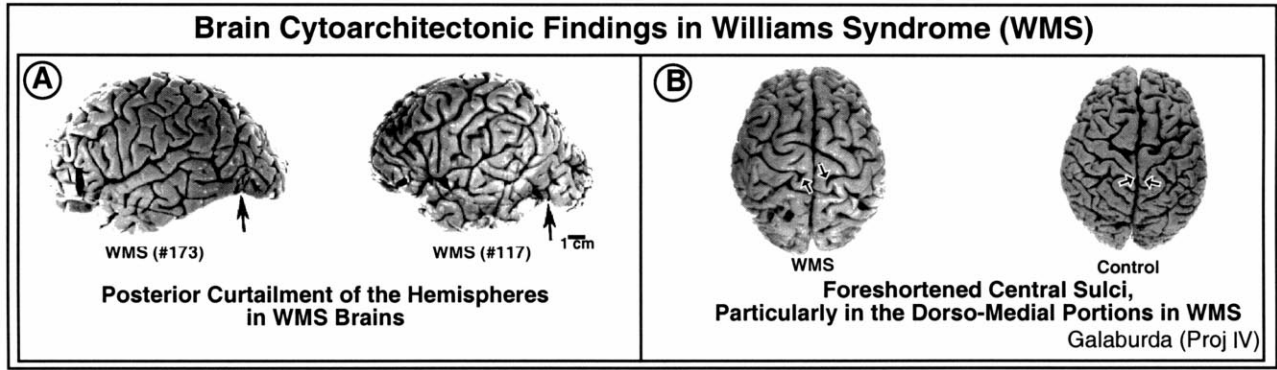 Brain Cytoarchitectonic Findings in Williams Syndrome (WMS)
A
WMS (#173)
WMS (#117)
1 cm
Posterior Curtailment of the Hemispheres
in WMS Brains
B
WMS
Control
Foreshortened Central Sulci,
Particularly in the Dorso-Medial Portions in WMS
Galaburda (Proj IV)